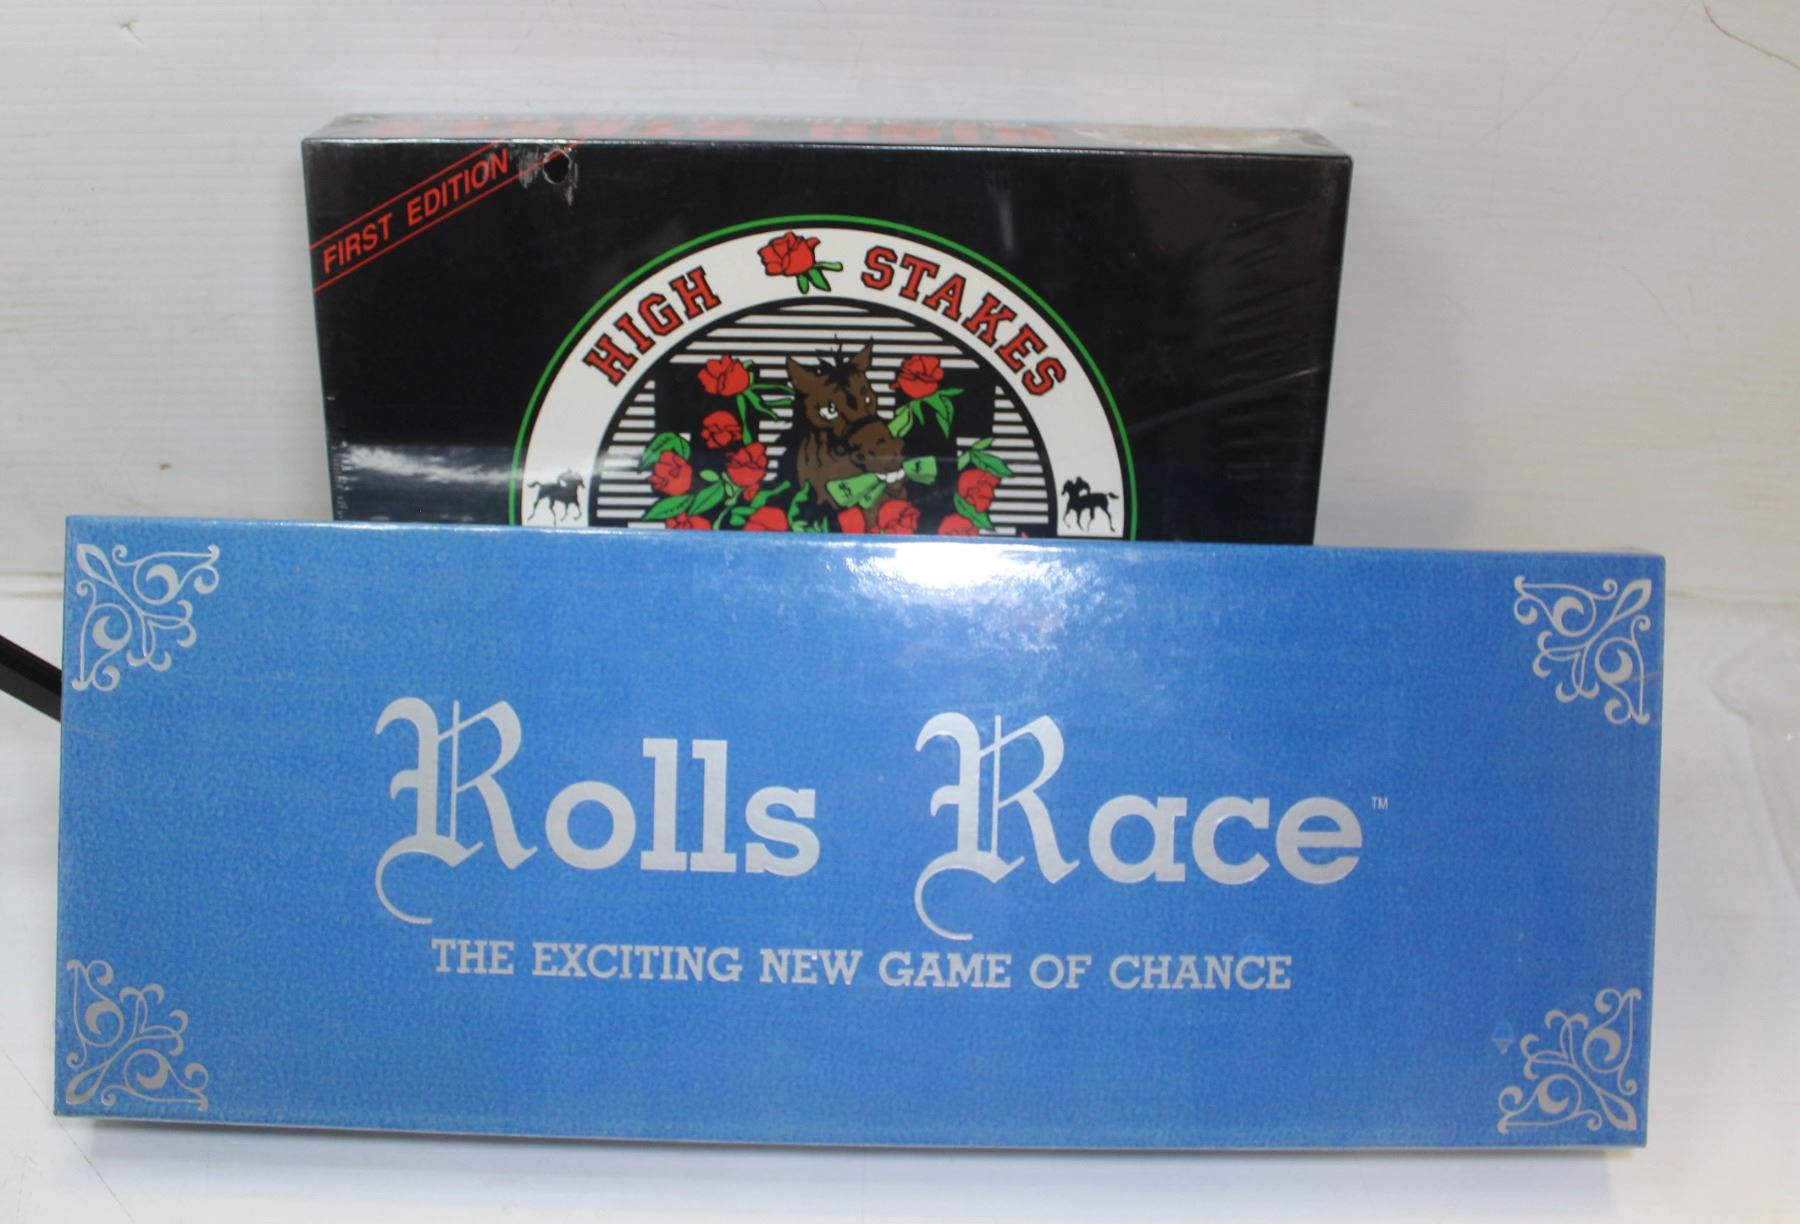 FIRST EDITION
HIGH STAKES
$ $
Rolls Race™
THE EXCITING NEW GAME OF CHANCE